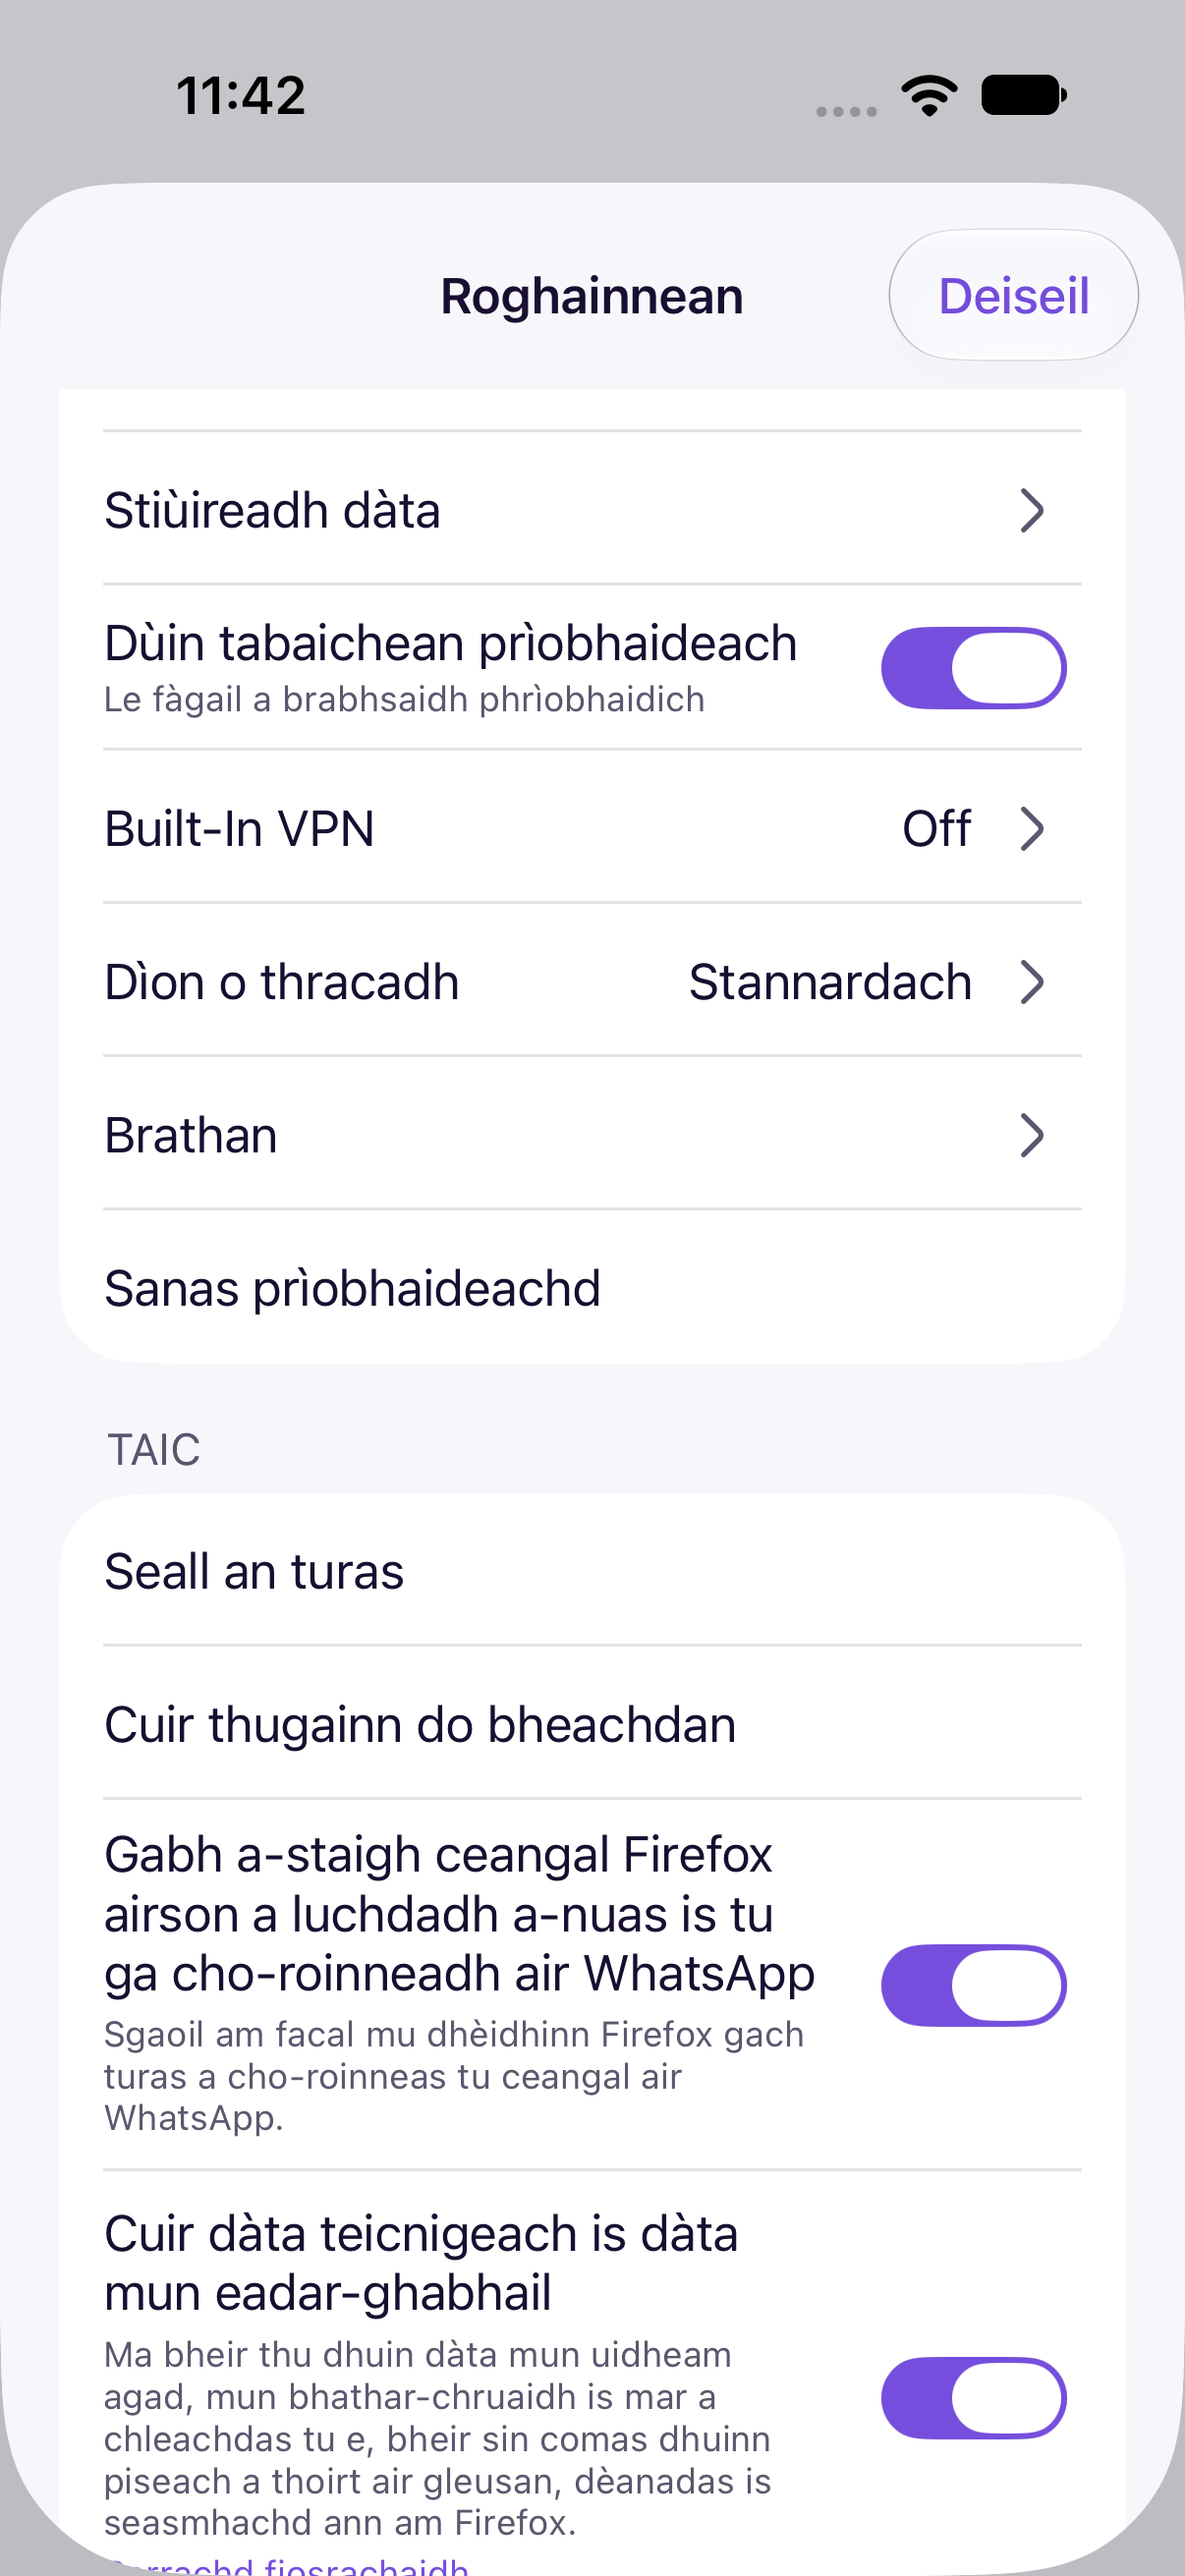 11:42
Roghainnean
Deiseil
Stiùireadh dàta
Dùin tabaichean prìobhaideach
Le fàgail a brabhsaidh phrìobhaidich
Built-In VPN
Off
Dìon o thracadh
Stannardach
Brathan
Sanas prìobhaideachd
TAIC
Seall an turas
Cuir thugainn do bheachdan
Gabh a-staigh ceangal Firefox
airson a luchdadh a-nuas is tu
ga cho-roinneadh air WhatsApp
Sgaoil am facal mu dhèidhinn Firefox gach
turas a cho-roinneas tu ceangal air
WhatsApp.
Cuir dàta teicnigeach is dàta
mun eadar-ghabhail
Ma bheir thu dhuin dàta mun uidheam
agad, mun bhathar-chruaidh is mar a
chleachdas tu e, bheir sin comas dhuinn
piseach a thoirt air gleusan, dèanadas is
seasmhachd ann am Firefox.
Barrachd fiosrachaidh